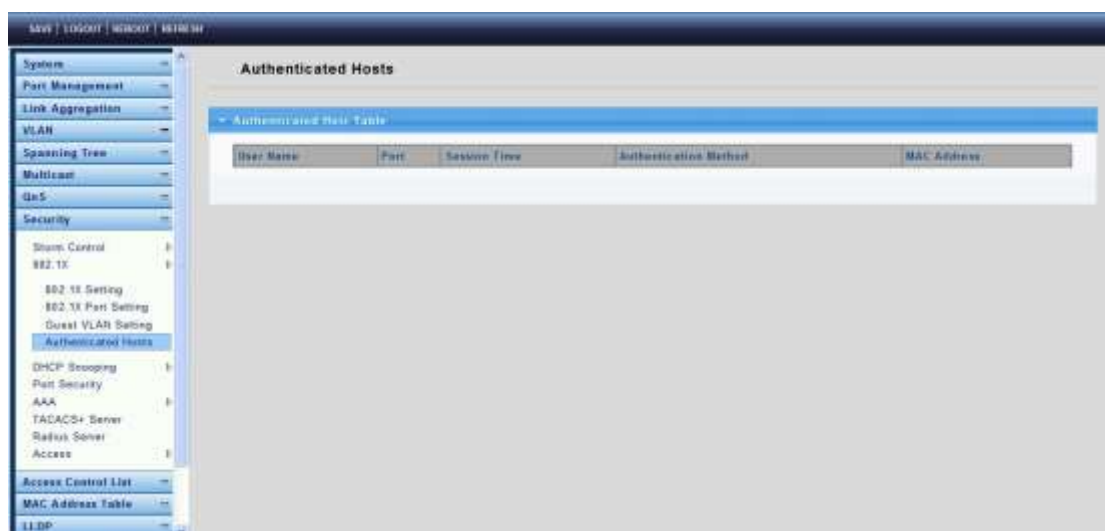 SAVE | LOGOUT | REBOOT | REFRESH
System
Port Management
Link Aggregation
VLAN
Spanning Tree
Multicast
QoS
Security
Storm Control
802.1X
802.1X Setting
802.1X Port Setting
Guest VLAN Setting
Authenticated Hosts
DHCP Snooping
Port Security
AAA
TACACS+ Server
Radius Server
Access
Access Control List
MAC Address Table
LLDP
Authenticated Hosts
Authenticated Host Table
User Name Port Session Time Authentication Method MAC Address